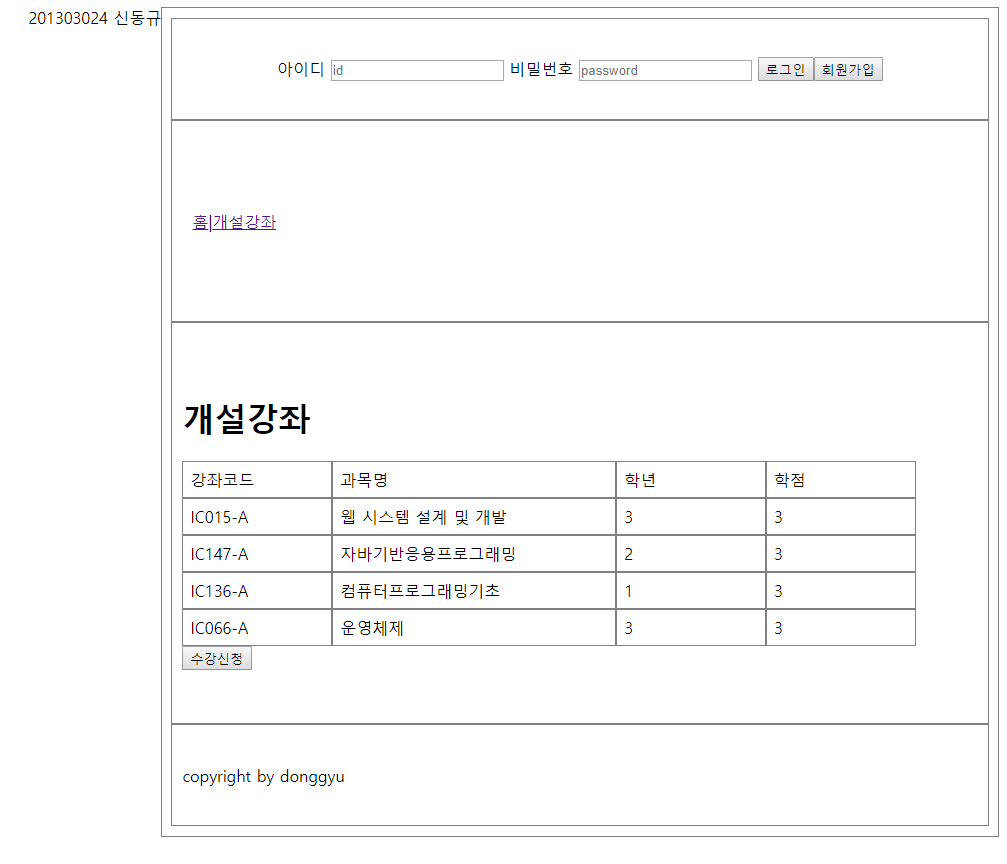 201303024 신동규
아이디 id 비밀번호 password 로그인 회원가입
홈|개설강좌
개설강좌
강좌코드 과목명 학년 학점
IC015-A 웹 시스템 설계 및 개발 3 3
IC147-A 자바기반응용프로그래밍 2 3
IC136-A 컴퓨터프로그래밍기초 1 3
IC066-A 운영체제 3 3
수강신청
copyright by donggyu